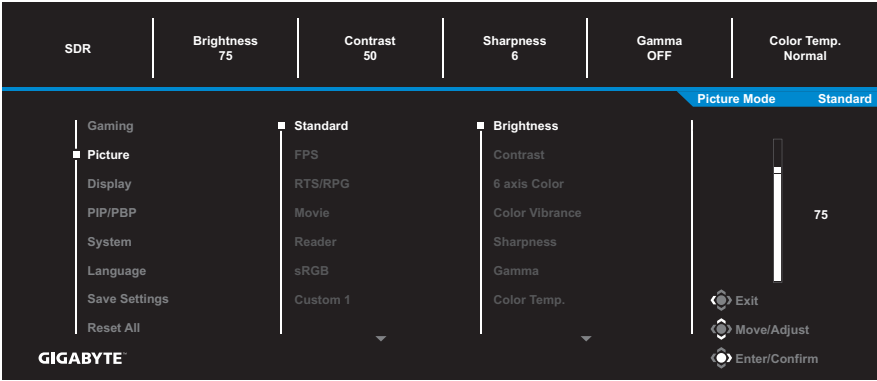 SDR
Brightness
75
Contrast
50
Sharpness
6
Gamma
OFF
Color Temp.
Normal
Picture Mode Standard
Gaming
Picture
Display
PIP/PBP
System
Language
Save Settings
Reset All
Standard
FPS
RTS/RPG
Movie
Reader
sRGB
Custom 1
Brightness
Contrast
6 axis Color
Color Vibrance
Sharpness
Gamma
Color Temp.
75
Exit
Move/Adjust
Enter/Confirm
GIGABYTE™